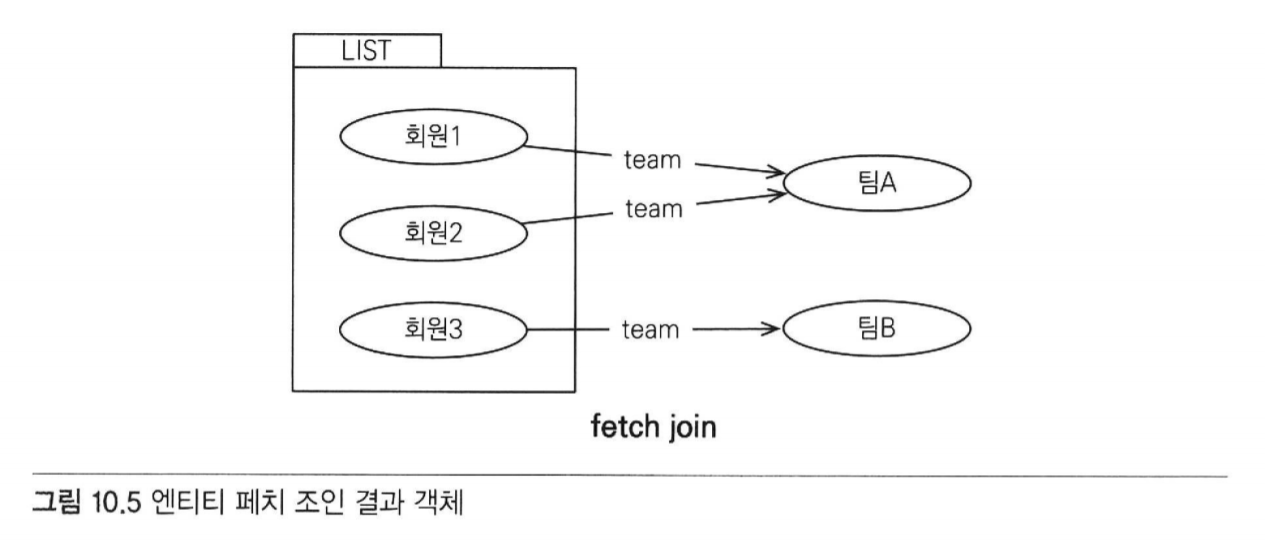 LIST
회원1
team
팀A
team
회원2
회원3
team
팀B
fetch join
그림 10.5 엔티티 페치 조인 결과 객체